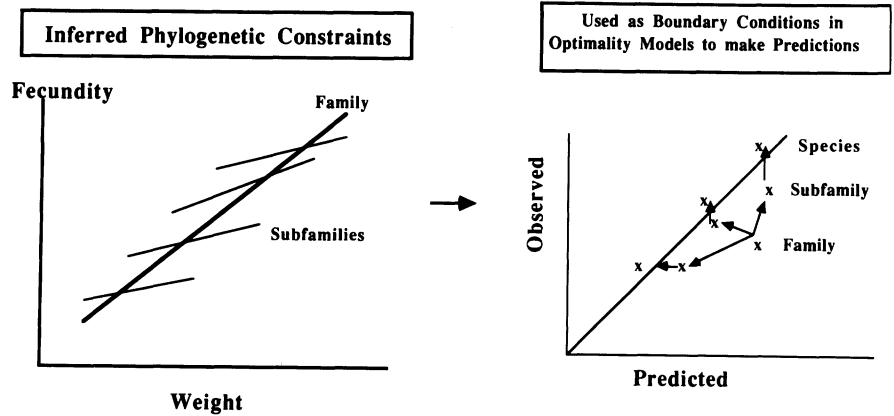 Inferred Phylogenetic Constraints
Fecundity
Family
Subfamilies
Weight
Used as Boundary Conditions in
Optimality Models to make Predictions
Observed
x Species
x Subfamily
x
x
x Family
x x
Predicted